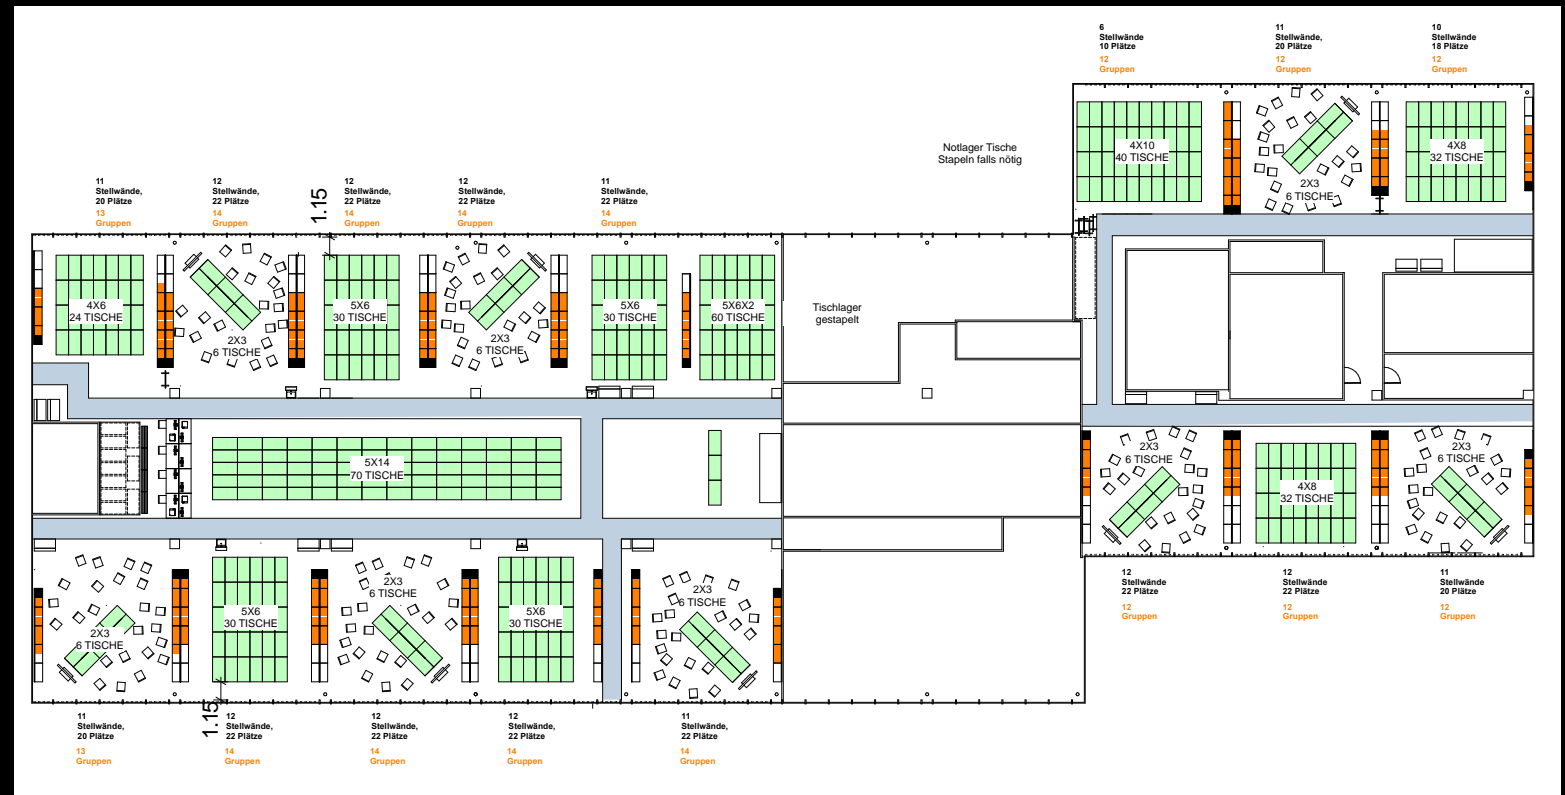 6
Stellwände
10 Plätze
12
Gruppen
11
Stellwände,
20 Plätze
12
Gruppen
10
Stellwände
18 Plätze
12
Gruppen
Notlager Tische
Stapeln falls nötig
4X10
40 TISCHE
2X3
6 TISCHE
4X8
32 TISCHE
11
Stellwände,
20 Plätze
13
Gruppen
12
Stellwände,
22 Plätze
14
Gruppen
1.15
12
Stellwände,
22 Plätze
14
Gruppen
12
Stellwände,
22 Plätze
14
Gruppen
11
Stellwände,
22 Plätze
14
Gruppen
4X6
24 TISCHE
2X3
6 TISCHE
5X6
30 TISCHE
2X3
6 TISCHE
5X6
30 TISCHE
5X6X2
60 TISCHE
Tischlager
gestapelt
5X14
70 TISCHE
2X3
6 TISCHE
4X8
32 TISCHE
2X3
6 TISCHE
2X3
6 TISCHE
5X6
30 TISCHE
2X3
6 TISCHE
5X6
30 TISCHE
2X3
6 TISCHE
12
Stellwände
22 Plätze
12
Gruppen
12
Stellwände
22 Plätze
12
Gruppen
11
Stellwände
20 Plätze
12
Gruppen
11
Stellwände,
20 Plätze
13
Gruppen
1.15
12
Stellwände,
22 Plätze
14
Gruppen
12
Stellwände,
22 Plätze
14
Gruppen
12
Stellwände,
22 Plätze
14
Gruppen
11
Stellwände,
22 Plätze
14
Gruppen